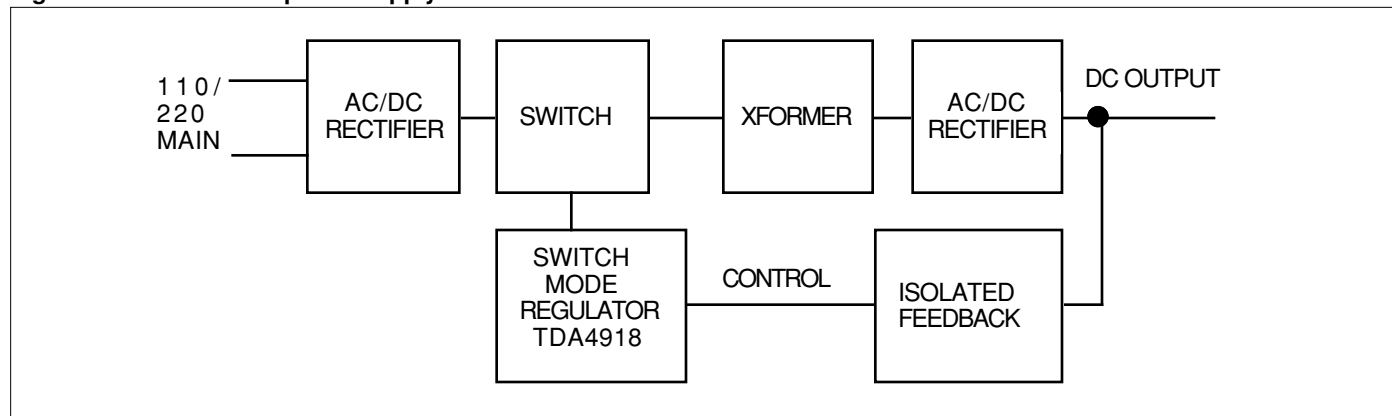 110/
220
MAIN
AC/DC
RECTIFIER
SWITCH
XFORMER
AC/DC
RECTIFIER
DC OUTPUT
SWITCH
MODE
REGULATOR
TDA4918
CONTROL
ISOLATED
FEEDBACK